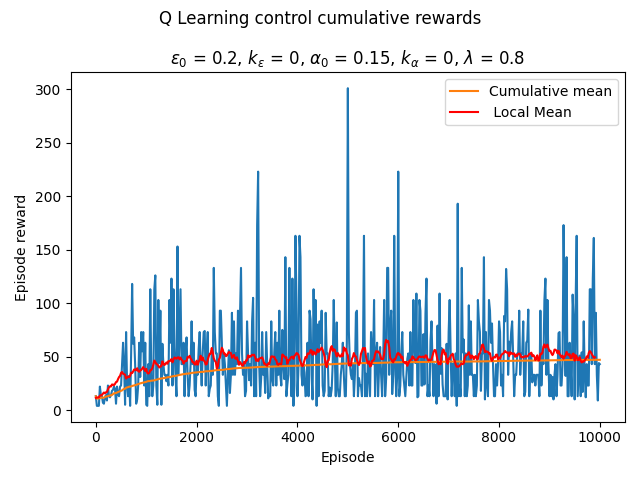 Q Learning control cumulative rewards
ε₀ = 0.2, kε = 0, α₀ = 0.15, kα = 0, λ = 0.8
Cumulative mean
Local Mean
Episode reward
300
250
200
150
100
50
0
0 2000 4000 6000 8000 10000
Episode